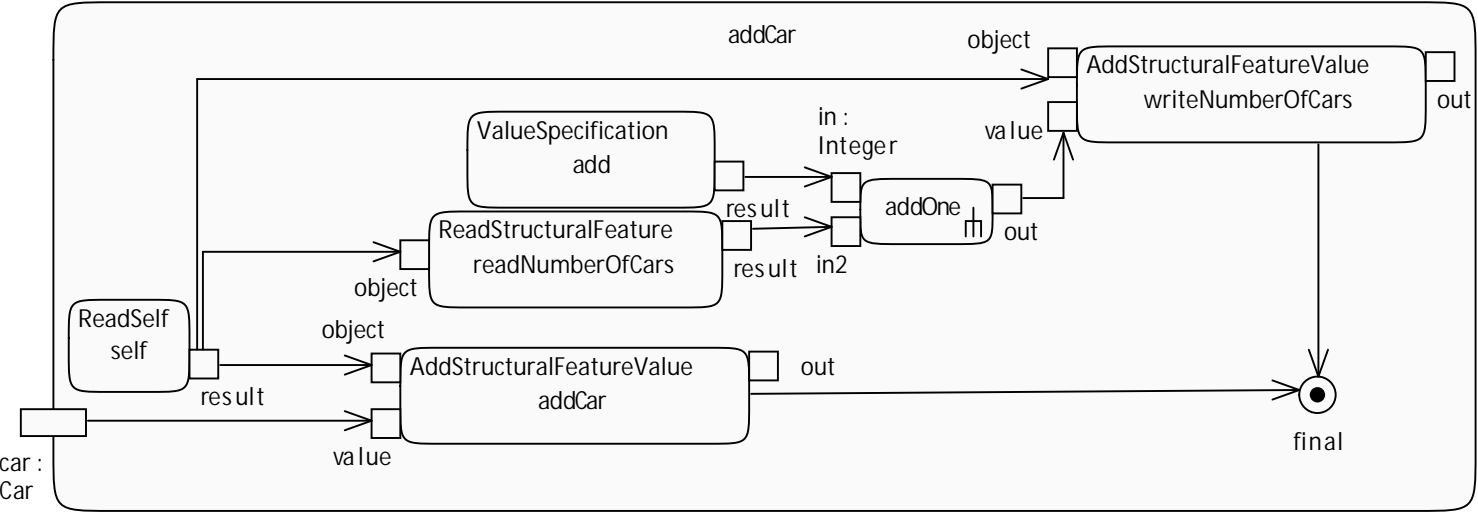 addCar
object
AddStructuralFeatureValue
writeNumberOfCars
out
value
in :
Integer
ValueSpecification
add
result
addOne
out
ReadStructuralFeature
readNumberOfCars
result
in2
object
ReadSelf
self
result
object
AddStructuralFeatureValue
addCar
out
value
final
car :
Car